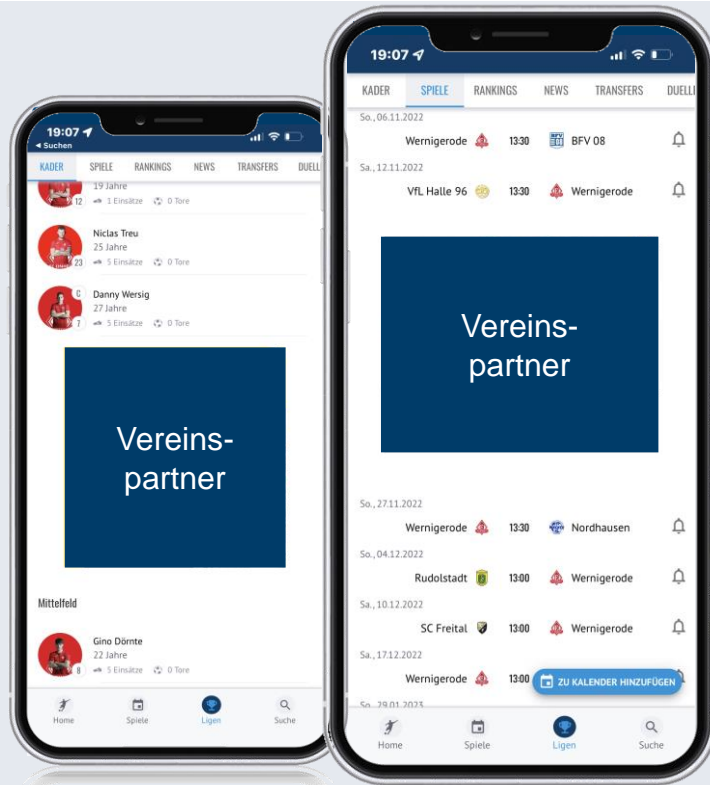 19:07
Suchen
KADER SPIELE RANKINGS NEWS TRANSFERS DUELL
19 Jahre
12 1 Einsätze 0 Tore
Niclas Treu
25 Jahre
23 5 Einsätze 0 Tore
C Danny Wersig
27 Jahre
7 5 Einsätze 0 Tore
Vereins-
partner
Mittelfeld
Gino Dörnte
22 Jahre
8 5 Einsätze 0 Tore
Home Spiele Ligen Suche
19:07
KADER SPIELE RANKINGS NEWS TRANSFERS DUELLI
So., 06.11.2022
Wernigerode 13:30 BFV 08
Sa., 12.11.2022
VfL Halle 96 13:30 Wernigerode
Vereins-
partner
So., 27.11.2022
Wernigerode 13:30 Nordhausen
So., 04.12.2022
Rudolstadt 13:00 Wernigerode
Sa., 10.12.2022
SC Freital 13:00 Wernigerode
Sa., 17.12.2022
Wernigerode 13:00
ZU KALENDER HINZUFÜGEN
So., 29.01.2023
Home Spiele Ligen Suche